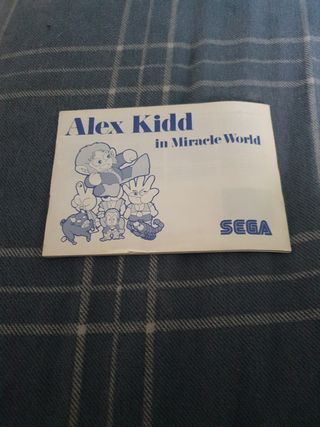 Alex Kidd
in Miracle World
SEGA